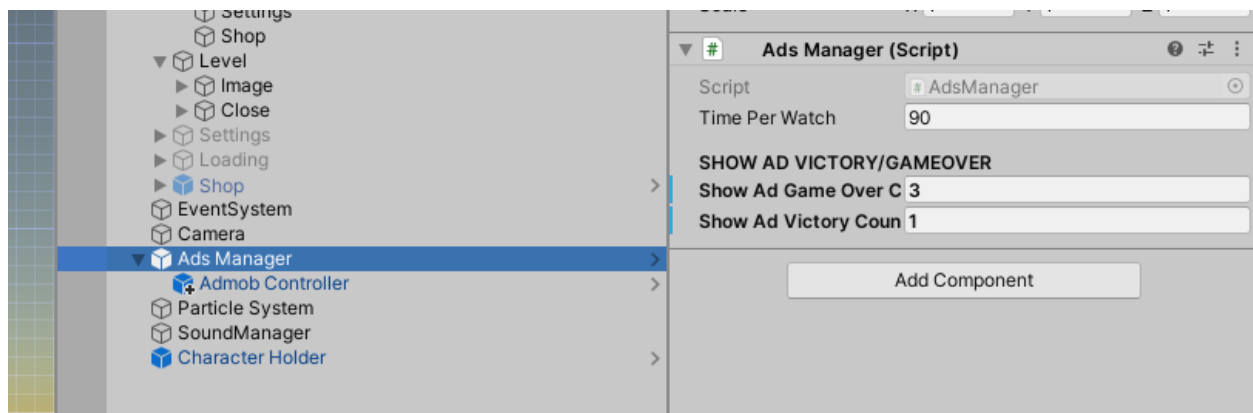 Settings
Shop
Level
Image
Close
Settings
Loading
Shop
EventSystem
Camera
Ads Manager
Admob Controller
Particle System
SoundManager
Character Holder
# Ads Manager (Script)
Script # AdsManager
Time Per Watch 90
SHOW AD VICTORY/GAMEOVER
Show Ad Game Over C 3
Show Ad Victory Coun 1
Add Component